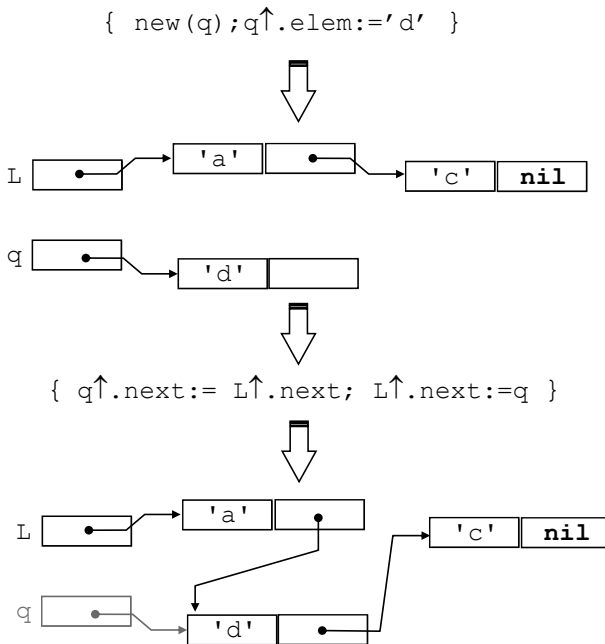 { new(q);q↑.elem:='d' }
L 'a' 'c' nil
q 'd'
{ q↑.next:= L↑.next; L↑.next:=q }
L 'a' 'c' nil
q 'd'